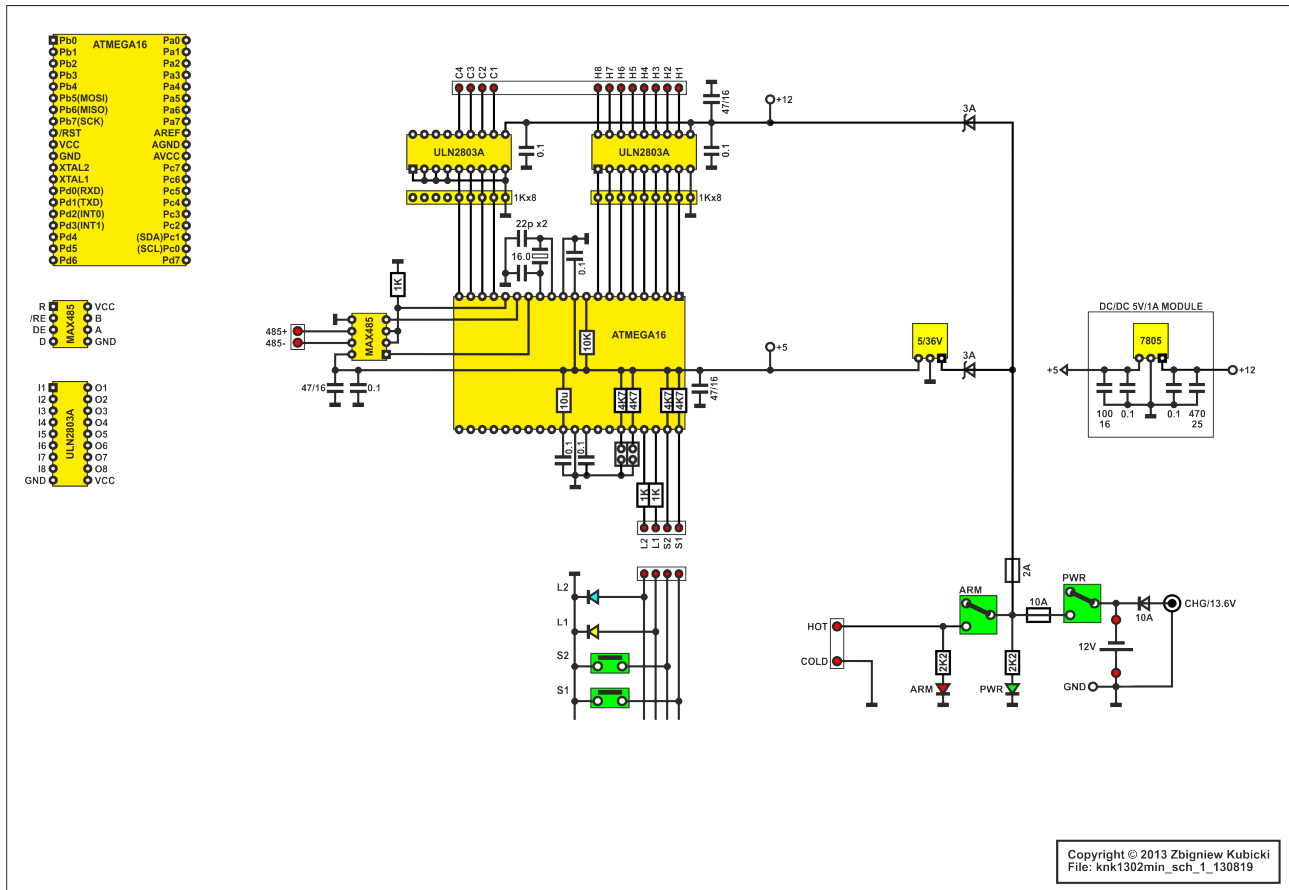 ATMEGA16
Pb0 Pa0
Pb1 Pa1
Pb2 Pa2
Pb3 Pa3
Pb4 Pa4
Pb5(MOSI) Pa5
Pb6(MISO) Pa6
Pb7(SCK) Pa7
/RST AREF
VCC AGND
GND AVCC
XTAL2 Pc7
XTAL1 Pc6
Pd0(RXD) Pc5
Pd1(TXD) Pc4
Pd2(INT0) Pc3
Pd3(INT1) Pc2
Pd4 (SDA)Pc1
Pd5 (SCL)Pc0
Pd6 Pd7
MAX485
R VCC
/RE B
DE A
D GND
ULN2803A
I1 O1
I2 O2
I3 O3
I4 O4
I5 O5
I6 O6
I7 O7
I8 O8
GND VCC
C4 C3 C2 C1
H8 H7 H6 H5 H4 H3 H2 H1
47/16
+12
3A
ULN2803A
0.1
ULN2803A
0.1
1Kx8
1Kx8
22p x2
16.0
0.1
1K
485+
485-
MAX485
ATMEGA16
10K
47/16
0.1
10u
4K7
4K7
4K7
4K7
47/16
+5
5/36V
3A
0.1
0.1
1K
1K
L2 L1 S2 S1
L2
L1
S2
S1
DC/DC 5V/1A MODULE
7805
+5
+12
100
16
0.1
0.1
470
25
2A
ARM
10A
PWR
10A
CHG/13.6V
HOT
COLD
2K2
2K2
ARM
PWR
12V
GND
Copyright © 2013 Zbigniew Kubicki
File: knk1302min_sch_1_130819